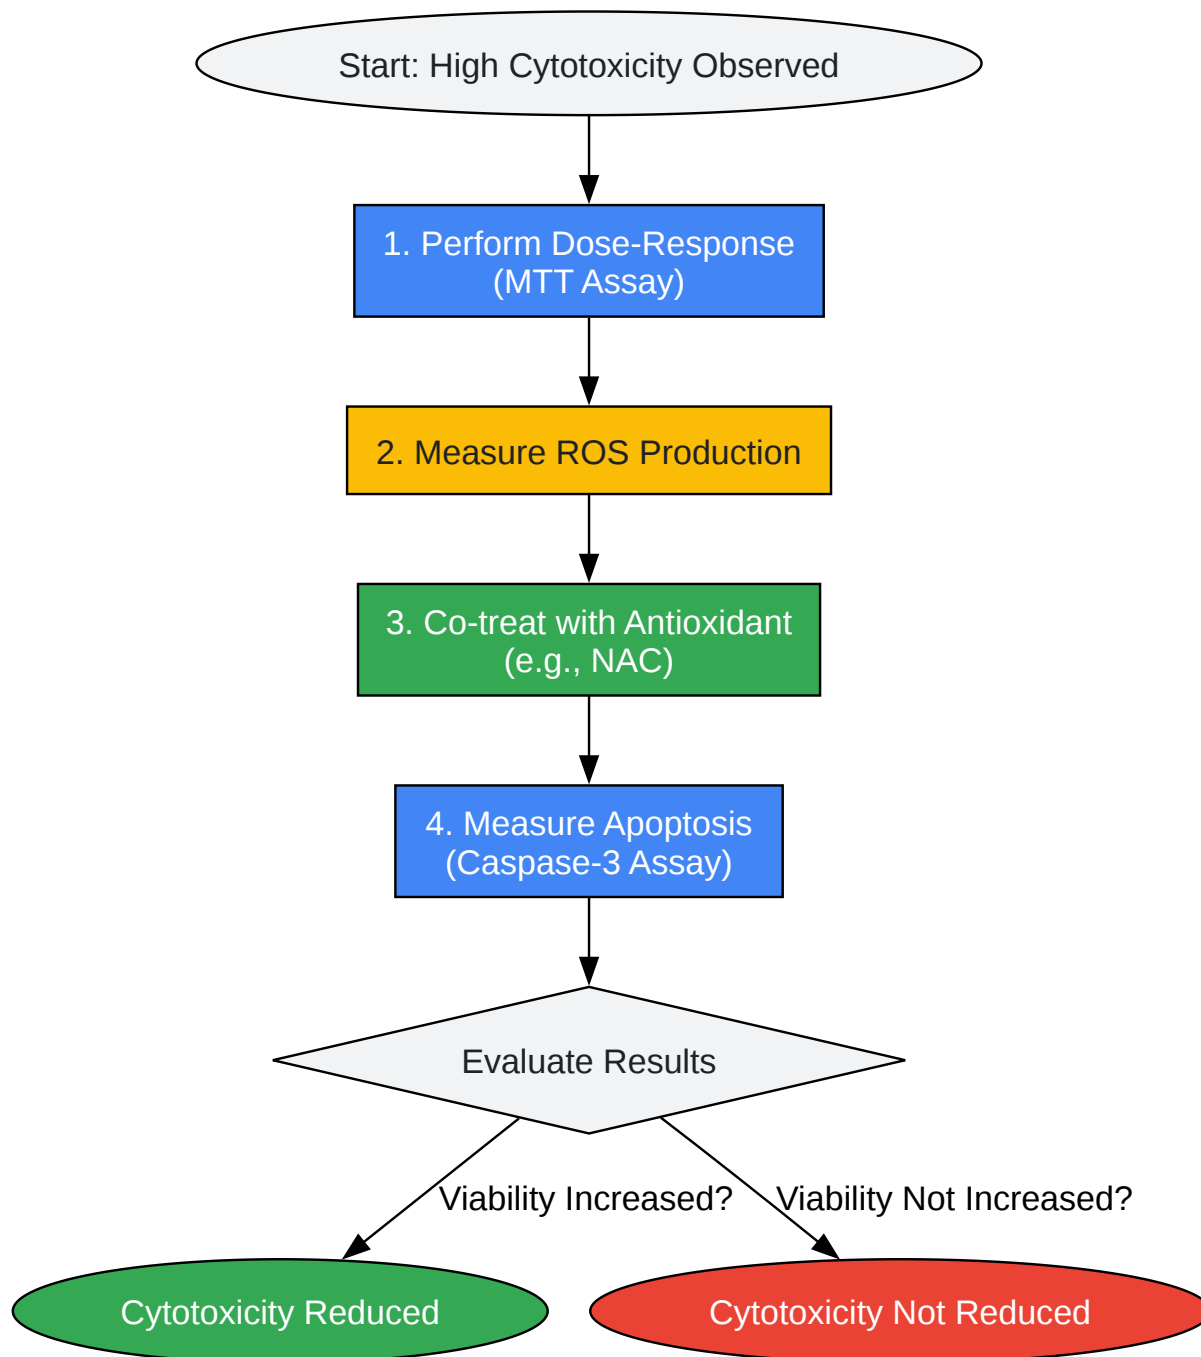 Start: High Cytotoxicity Observed
1. Perform Dose-Response
(MTT Assay)
2. Measure ROS Production
3. Co-treat with Antioxidant
(e.g., NAC)
4. Measure Apoptosis
(Caspase-3 Assay)
Evaluate Results
Viability Increased?
Viability Not Increased?
Cytotoxicity Reduced
Cytotoxicity Not Reduced